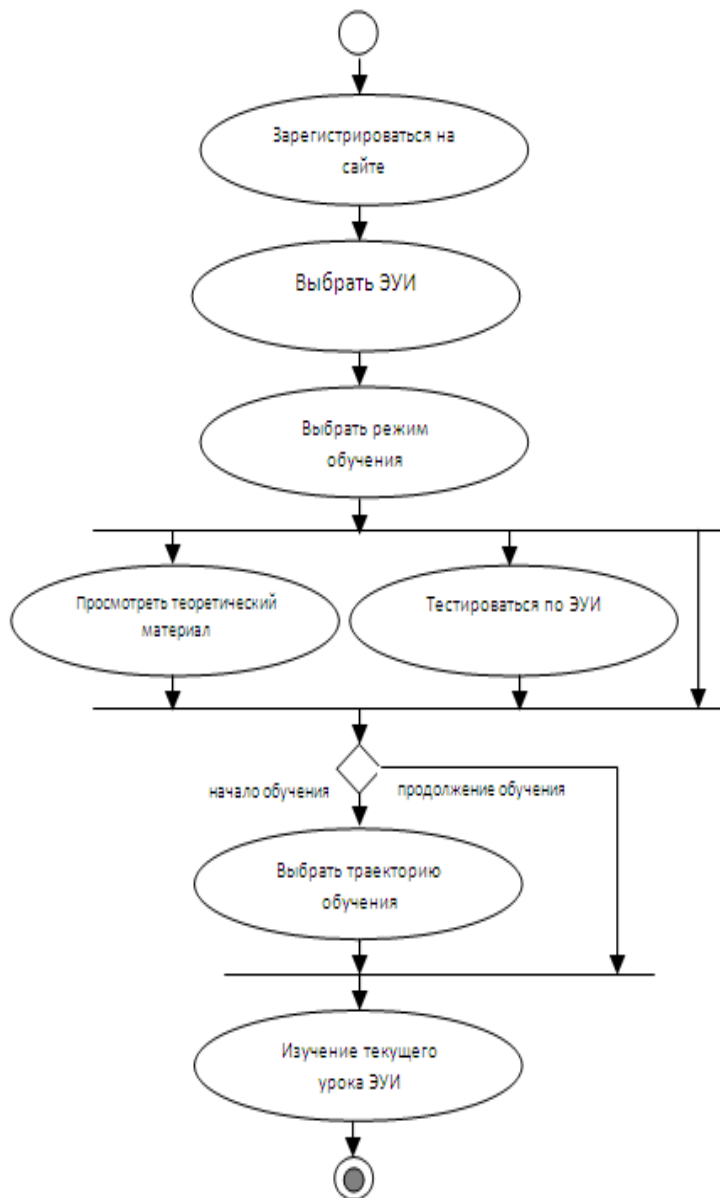 Зарегистрироваться на
сайте
Выбрать ЭУИ
Выбрать режим
обучения
Просмотреть теоретический
материал
Тестироваться по ЭУИ
начало обучения
продолжение обучения
Выбрать траекторию
обучения
Изучение текущего
урока ЭУИ